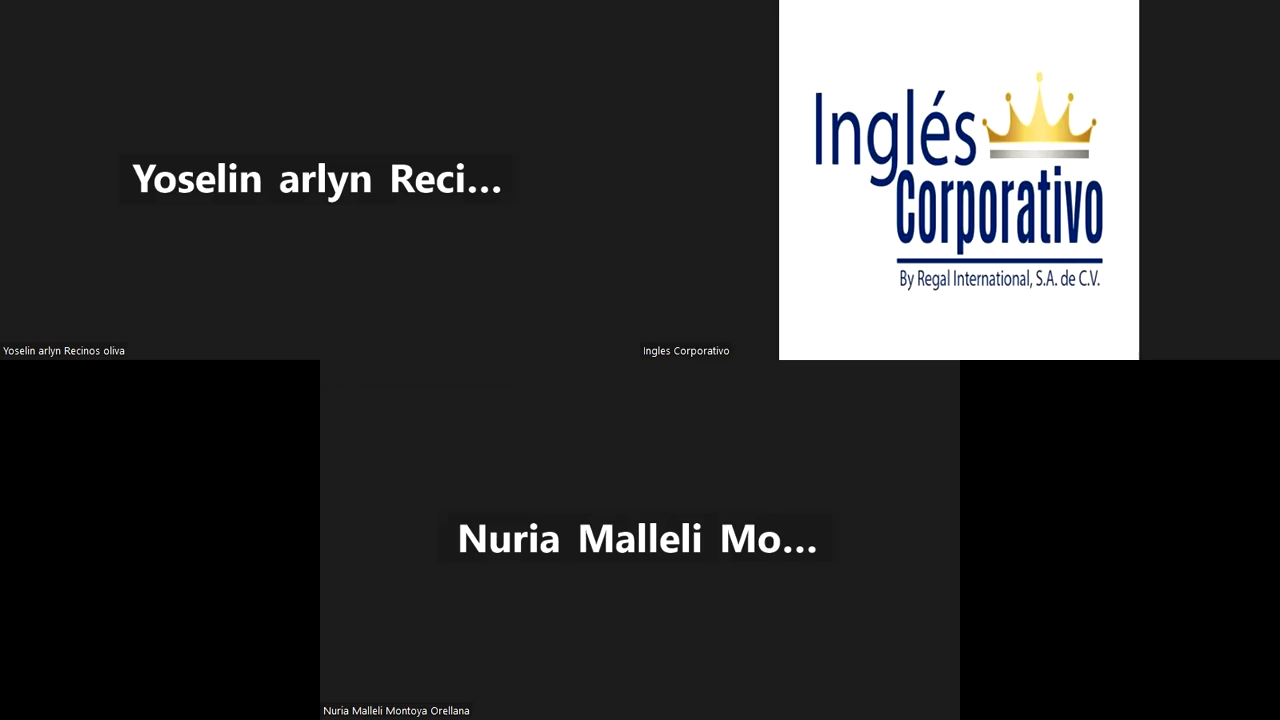 Yoselin arlyn Reci...
Inglés
Corporativo
By Regal International, S.A. de C.V.
Yoselin arlyn Recinos oliva
Ingles Corporativo
Nuria Malleli Mo...
Nuria Malleli Montoya Orellana